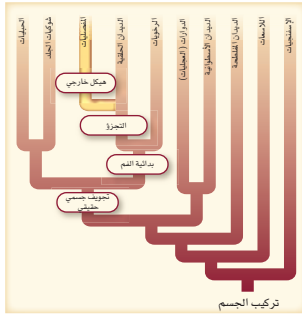 الإسفنجيات
اللاسعات
الديدان المفلطحة
الديدان الأسطوانية
الدوارات (العجليات)
الرخويات
الديدان الحلقية
المفصليات
شوكيات الجلد
الحبليات
هيكل خارجي
التجزؤ
بدائية الفم
تجويف جسمي
حقيقي
تركيب الجسم